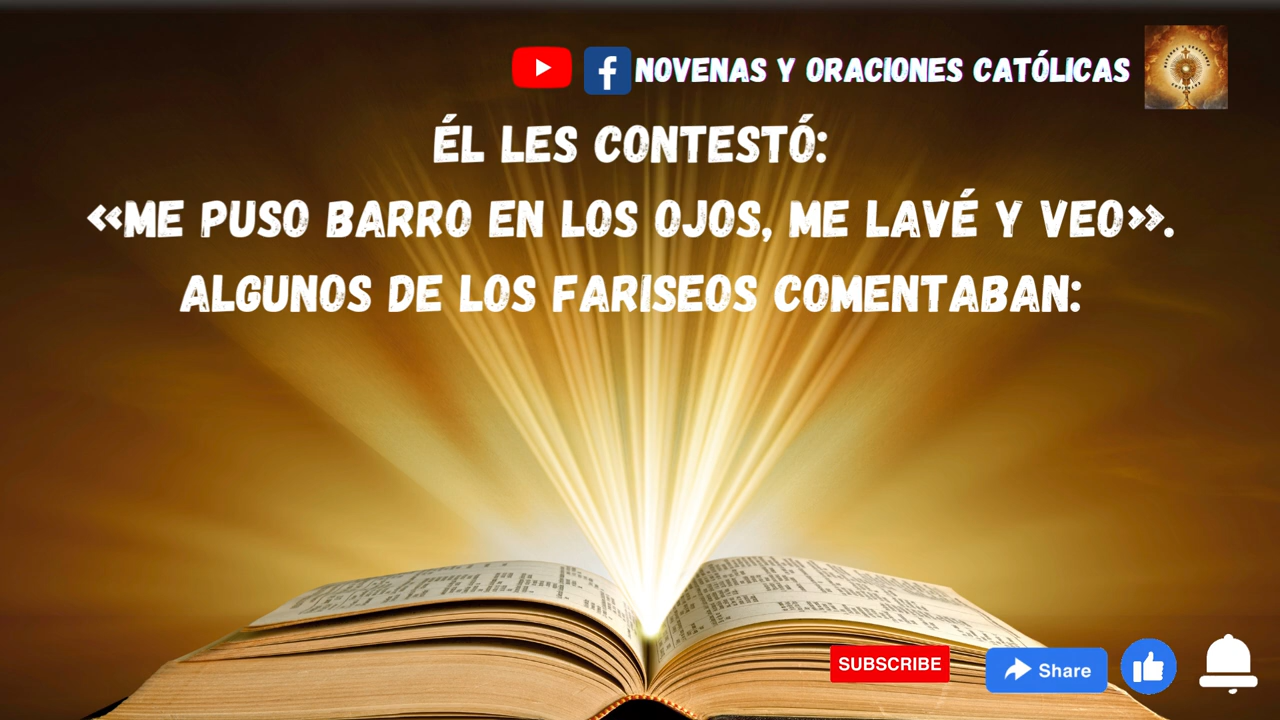 NOVENAS Y ORACIONES CATÓLICAS
ÉL LES CONTESTÓ:
«ME PUSO BARRO EN LOS OJOS, ME LAVÉ Y VEO».
ALGUNOS DE LOS FARISEOS COMENTABAN:
SUBSCRIBE
Share